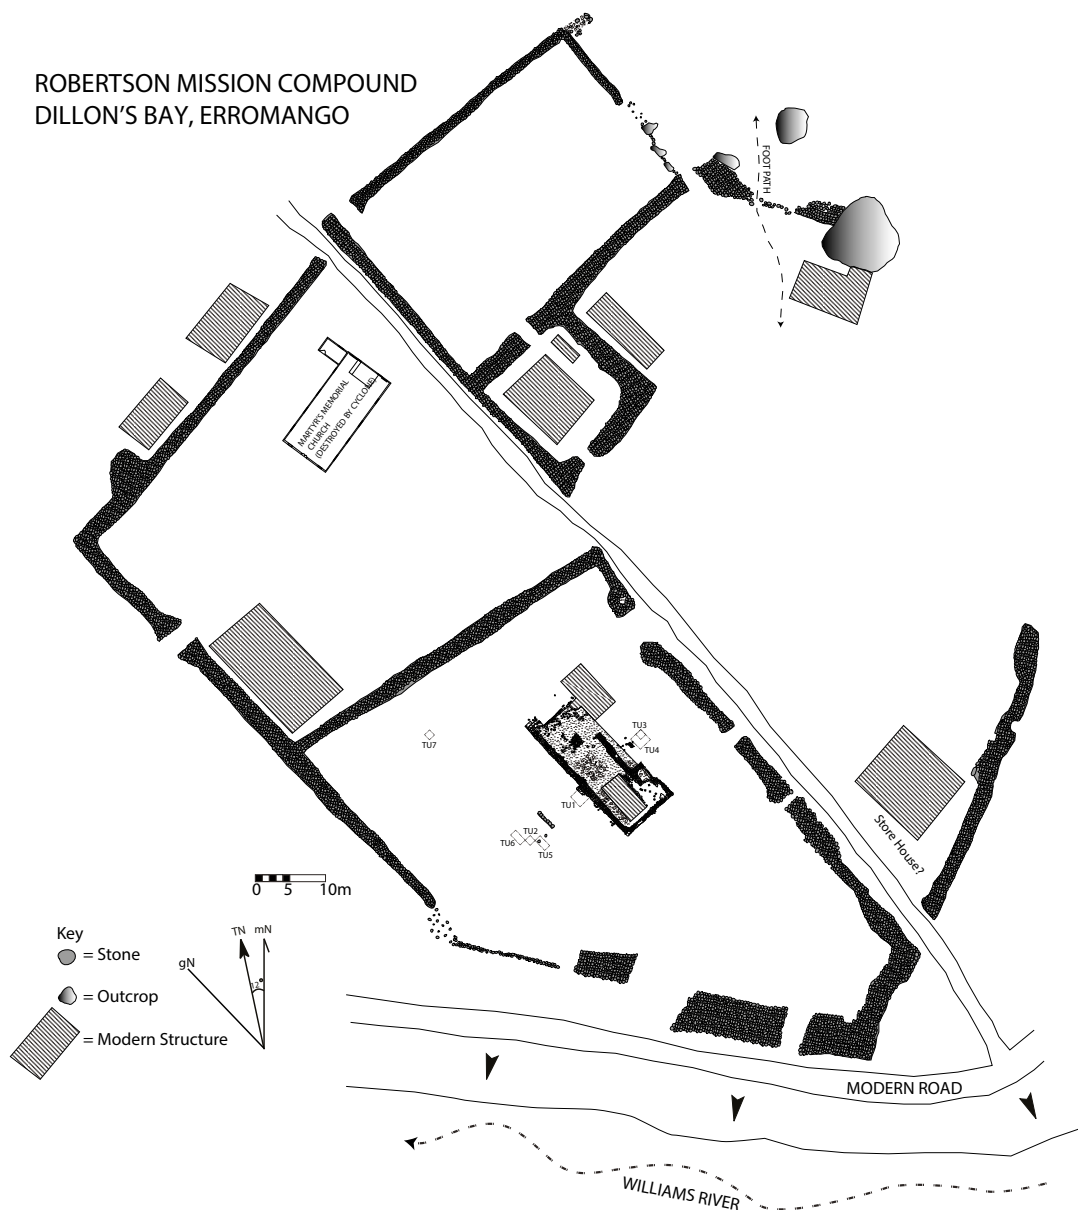 ROBERTSON MISSION COMPOUND
DILLON'S BAY, ERROMANGO
FOOT PATH
MARTYR'S MEMORIAL
CHURCH
(DESTROYED BY CYCLONE)
TU3
TU4
TU7
TU1
TU2
TU6
TU5
Store House?
0 5 10m
Key
= Stone
= Outcrop
= Modern Structure
TN mN
gN
12°
MODERN ROAD
WILLIAMS RIVER